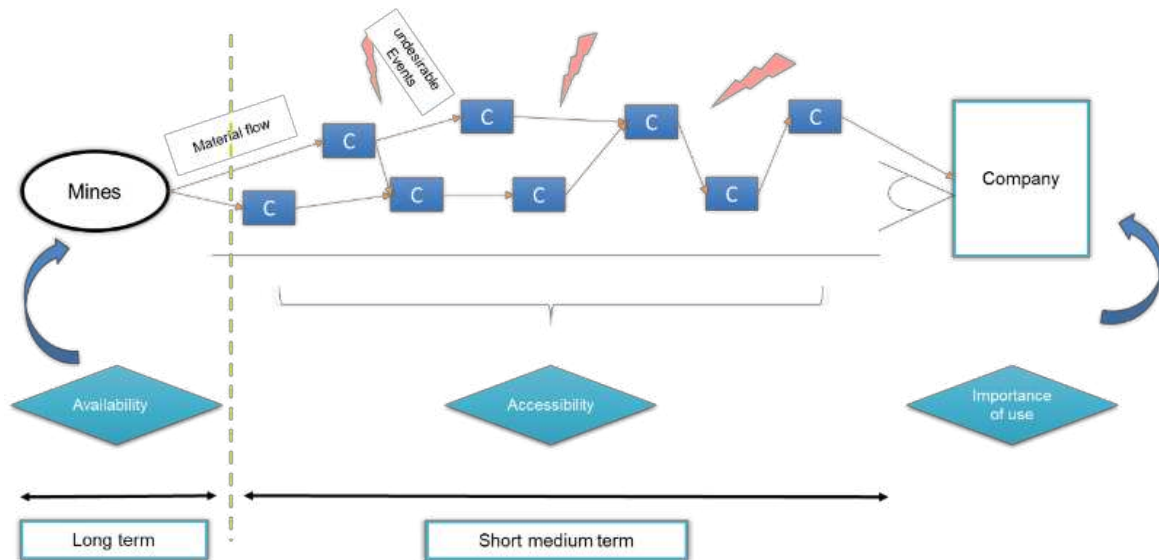 undesirable
Events
Material flow
C
C
C
C
Mines
C
C
C
C
C
Company
Availability
Accessibility
Importance
of use
Long term
Short medium term